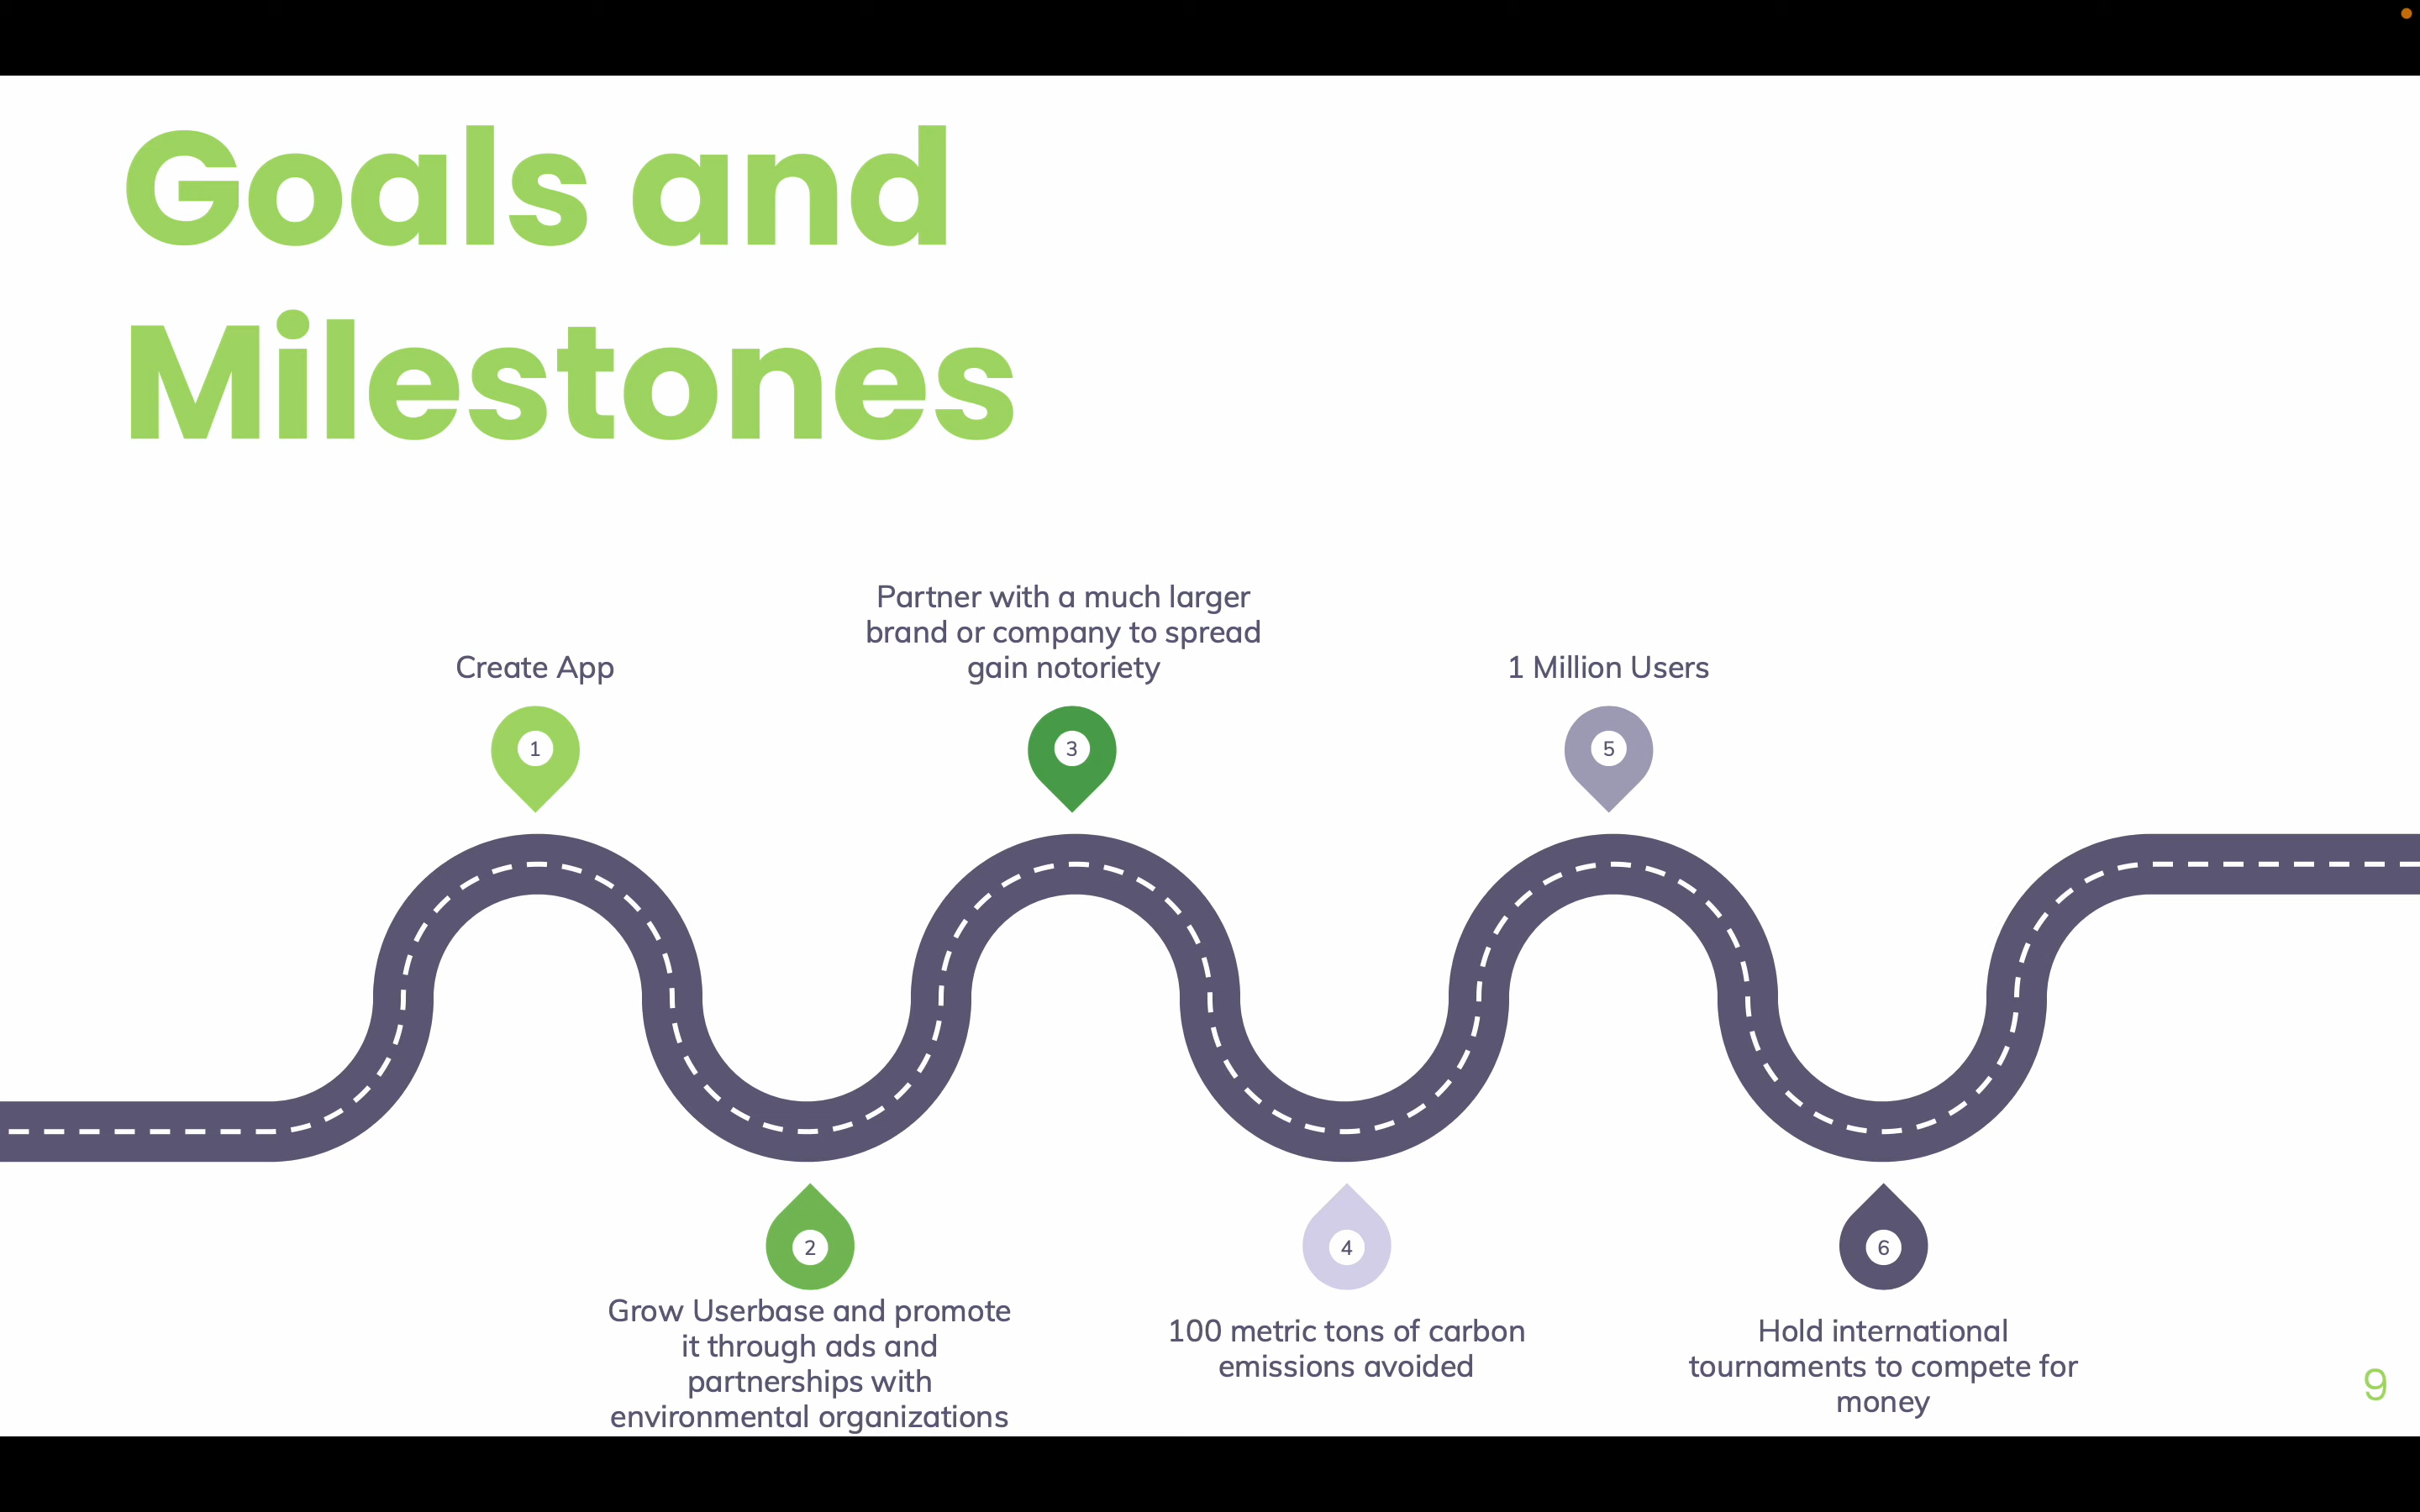 Goals and
Milestones
Create App
1
Grow Userbase and promote
it through ads and
partnerships with
environmental organizations
2
Partner with a much larger
brand or company to spread
gain notoriety
3
100 metric tons of carbon
emissions avoided
4
1 Million Users
5
Hold international
tournaments to compete for
money
6
9